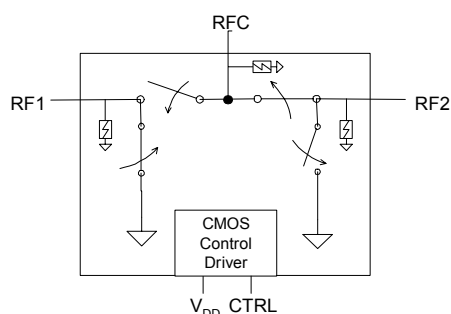 RFC
RF1
RF2
CMOS
Control
Driver
VDD CTRL